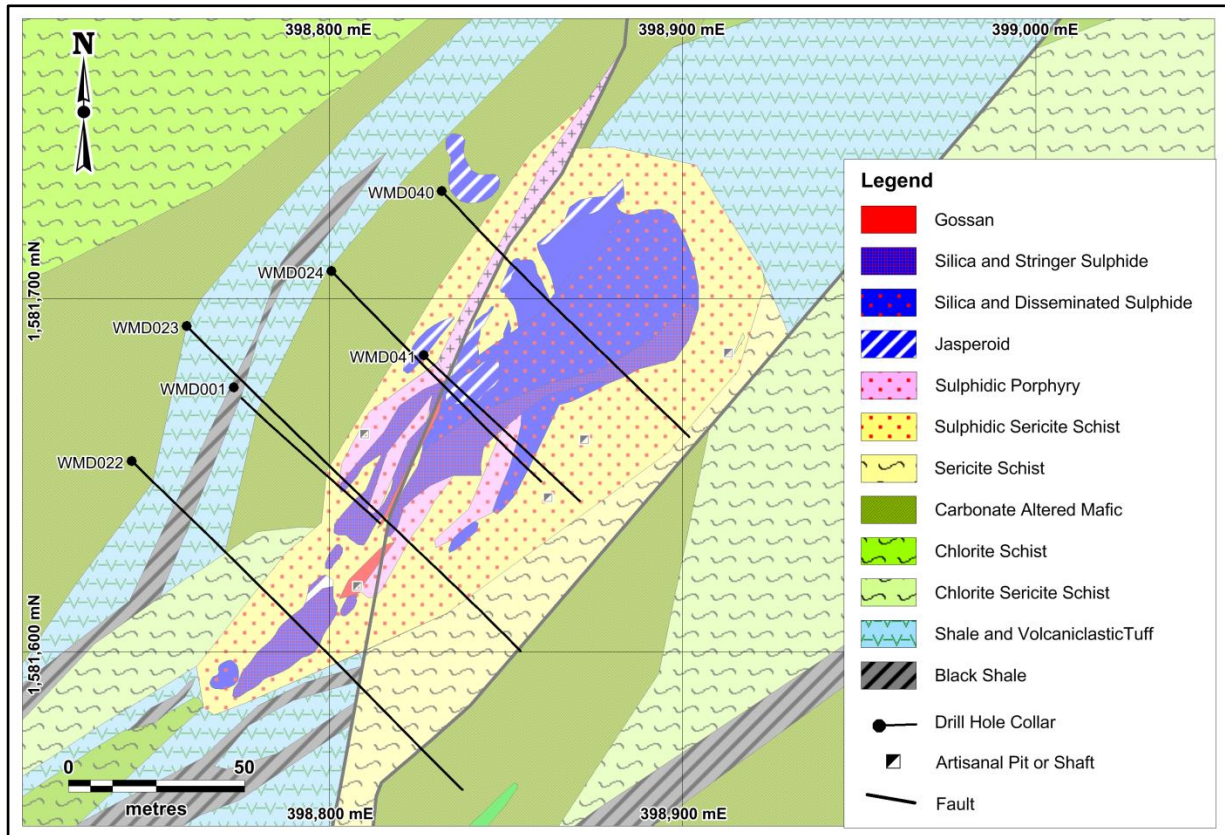 398,800 mE
398,900 mE
399,000 mE
N
WMD040
WMD024
1,581,700 mN
WMD023
WMD041
WMD001
WMD022
1,581,600 mN
0
50
metres
398,800 mE
398,900 mE
Legend
Gossan
Silica and Stringer Sulphide
Silica and Disseminated Sulphide
Jasperoid
Sulphidic Porphyry
Sulphidic Sericite Schist
Sericite Schist
Carbonate Altered Mafic
Chlorite Schist
Chlorite Sericite Schist
Shale and VolcaniclasticTuff
Black Shale
Drill Hole Collar
Artisanal Pit or Shaft
Fault